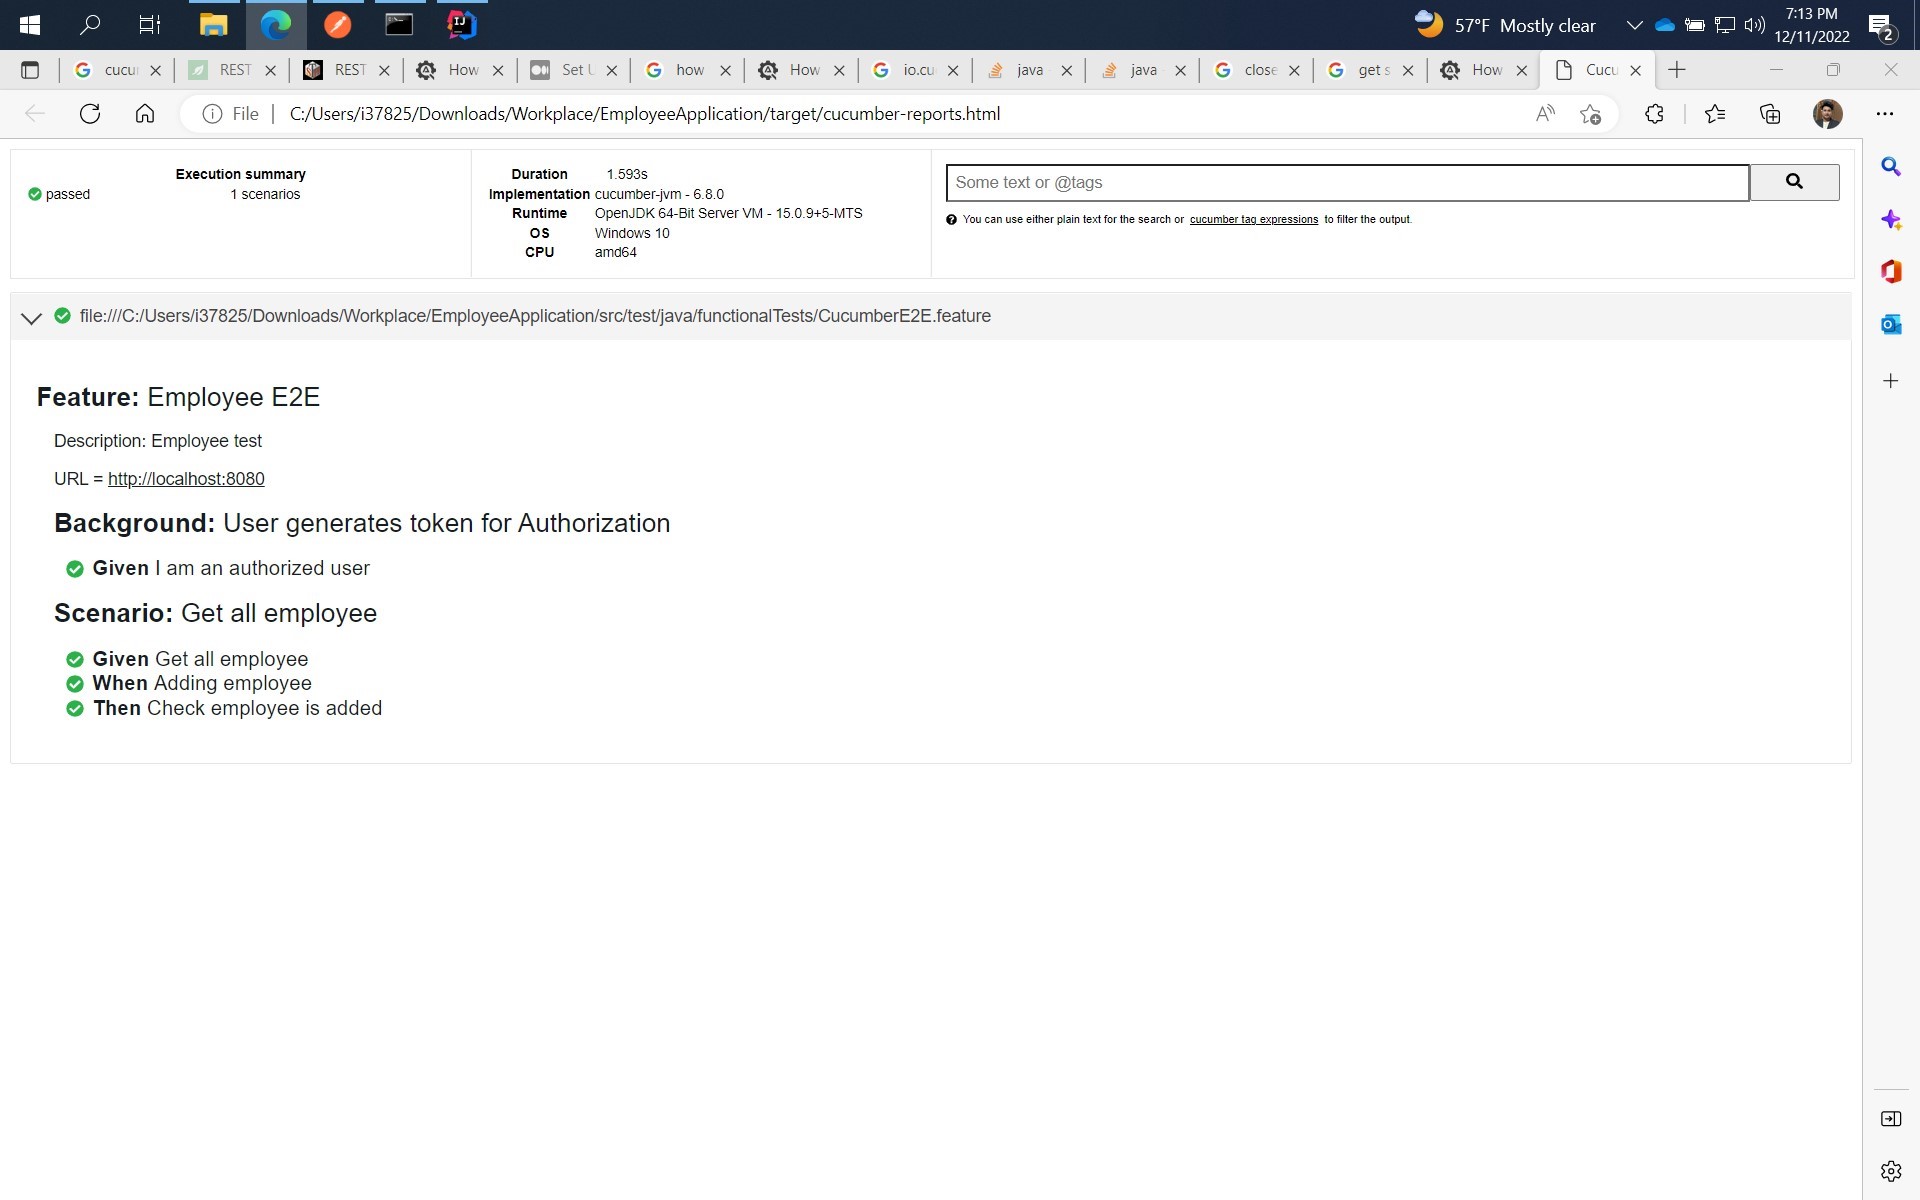 57°F Mostly clear
7:13 PM
12/11/2022
2
cucu
REST
REST
How
Set U
how
How
io.cu
java
java
close
get s
How
Cucu
File
C:/Users/i37825/Downloads/Workplace/EmployeeApplication/target/cucumber-reports.html
Execution summary
passed 1 scenarios
Duration 1.593s
Implementation cucumber-jvm - 6.8.0
Runtime OpenJDK 64-Bit Server VM - 15.0.9+5-MTS
OS Windows 10
CPU amd64
Some text or @tags
You can use either plain text for the search or cucumber tag expressions to filter the output.
file:///C:/Users/i37825/Downloads/Workplace/EmployeeApplication/src/test/java/functionalTests/CucumberE2E.feature
Feature: Employee E2E
Description: Employee test
URL = http://localhost:8080
Background: User generates token for Authorization
Given I am an authorized user
Scenario: Get all employee
Given Get all employee
When Adding employee
Then Check employee is added